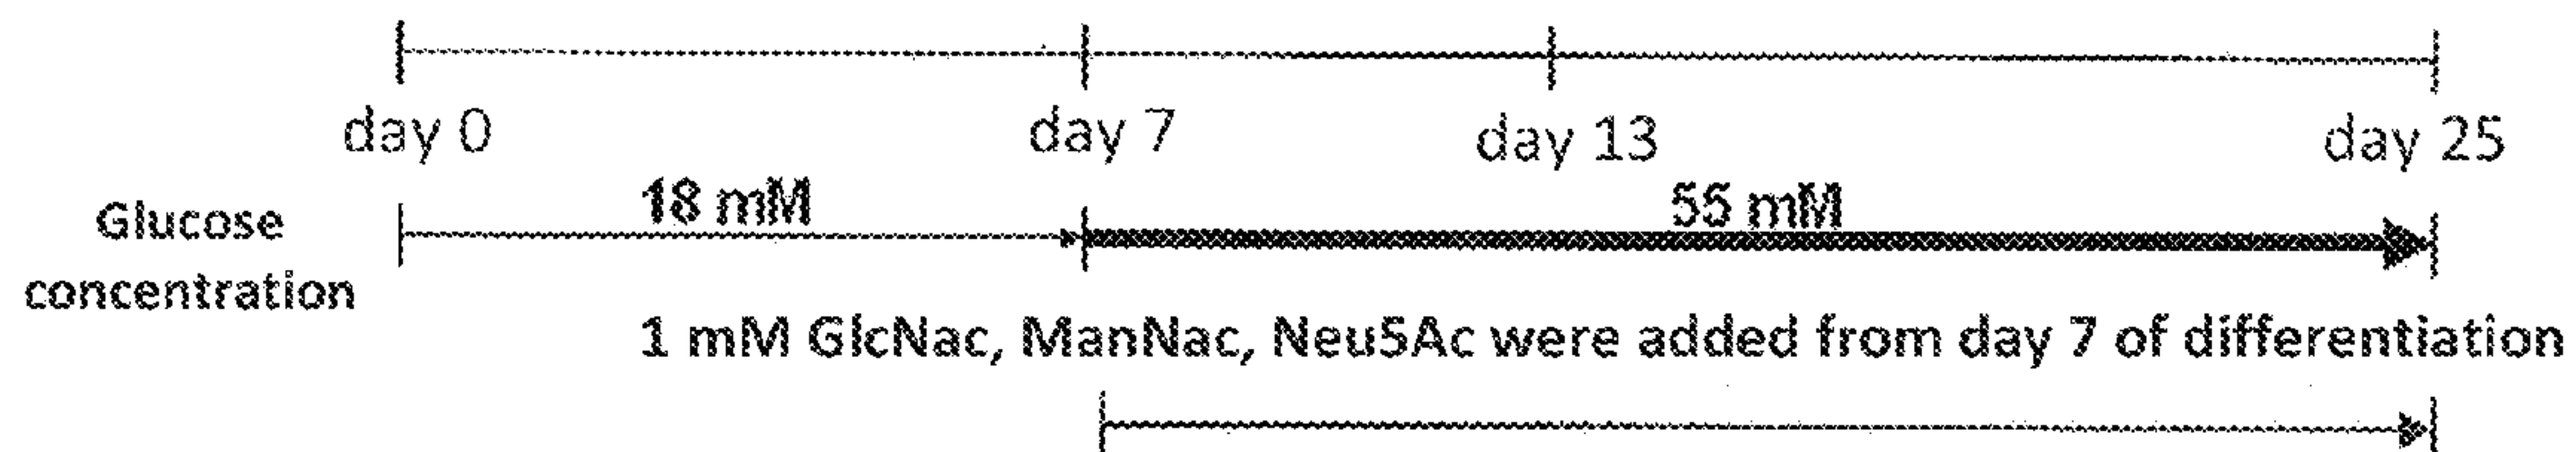 day 0 day 7 day 13 day 25
18 mM 55 mM
Glucose
concentration
1 mM GlcNac, ManNac, Neu5Ac were added from day 7 of differentiation